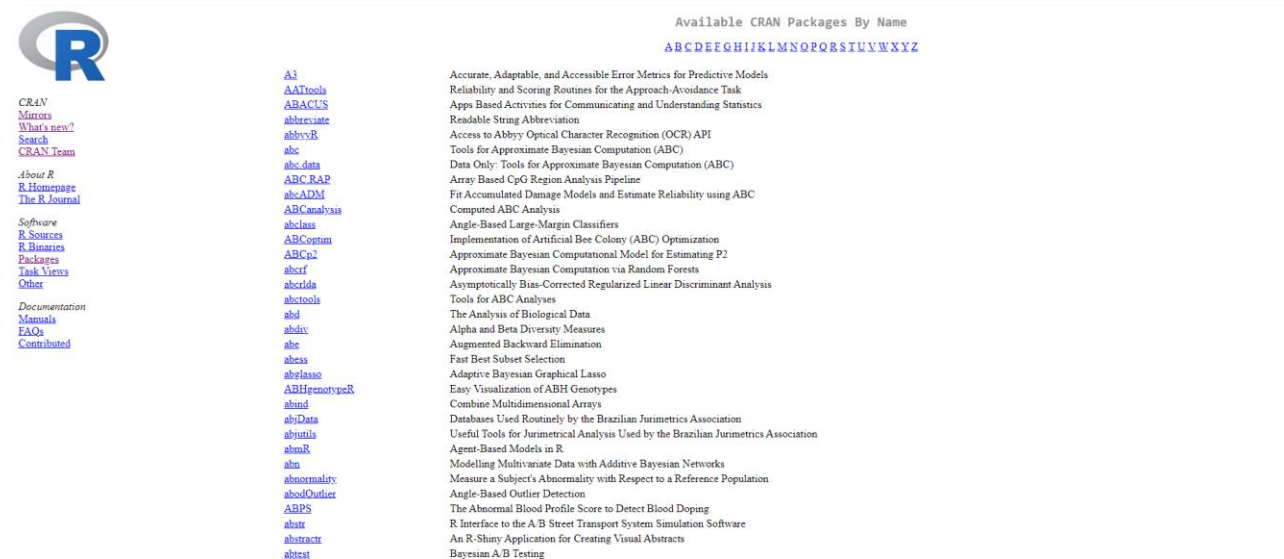 R
CRAN
Mirrors
What's new?
Search
CRAN Team
About R
R Homepage
The R Journal
Software
R Sources
R Binaries
Packages
Task Views
Other
Documentation
Manuals
FAQs
Contributed
Available CRAN Packages By Name
A B C D E F G H I J K L M N O P Q R S T U V W X Y Z
A3 Accurate, Adaptable, and Accessible Error Metrics for Predictive Models
AATtools Reliability and Scoring Routines for the Approach-Avoidance Task
ABACUS Apps Based Activities for Communicating and Understanding Statistics
abbreviate Readable String Abbreviation
abbyyR Access to Abbyy Optical Character Recognition (OCR) API
abc Tools for Approximate Bayesian Computation (ABC)
abc.data Data Only: Tools for Approximate Bayesian Computation (ABC)
ABC.RAP Array Based CpG Region Analysis Pipeline
abcADM Fit Accumulated Damage Models and Estimate Reliability using ABC
ABCanalysis Computed ABC Analysis
abclass Angle-Based Large-Margin Classifiers
ABCoptim Implementation of Artificial Bee Colony (ABC) Optimization
ABCp2 Approximate Bayesian Computational Model for Estimating P2
abcrf Approximate Bayesian Computation via Random Forests
abcrlda Asymptotically Bias-Corrected Regularized Linear Discriminant Analysis
abctools Tools for ABC Analyses
abd The Analysis of Biological Data
abdiv Alpha and Beta Diversity Measures
abe Augmented Backward Elimination
abess Fast Best Subset Selection
abglasso Adaptive Bayesian Graphical Lasso
ABHgenotypeR Easy Visualization of ABH Genotypes
abind Combine Multidimensional Arrays
abjData Databases Used Routinely by the Brazilian Jurimetrics Association
abjutils Useful Tools for Jurimetrical Analysis Used by the Brazilian Jurimetrics Association
abmR Agent-Based Models in R
abn Modelling Multivariate Data with Additive Bayesian Networks
abnormality Measure a Subject's Abnormality with Respect to a Reference Population
abodOutlier Angle-Based Outlier Detection
ABPS The Abnormal Blood Profile Score to Detect Blood Doping
abstr R Interface to the A/B Street Transport System Simulation Software
abstractr An R-Shiny Application for Creating Visual Abstracts
abtest Bayesian A/B Testing